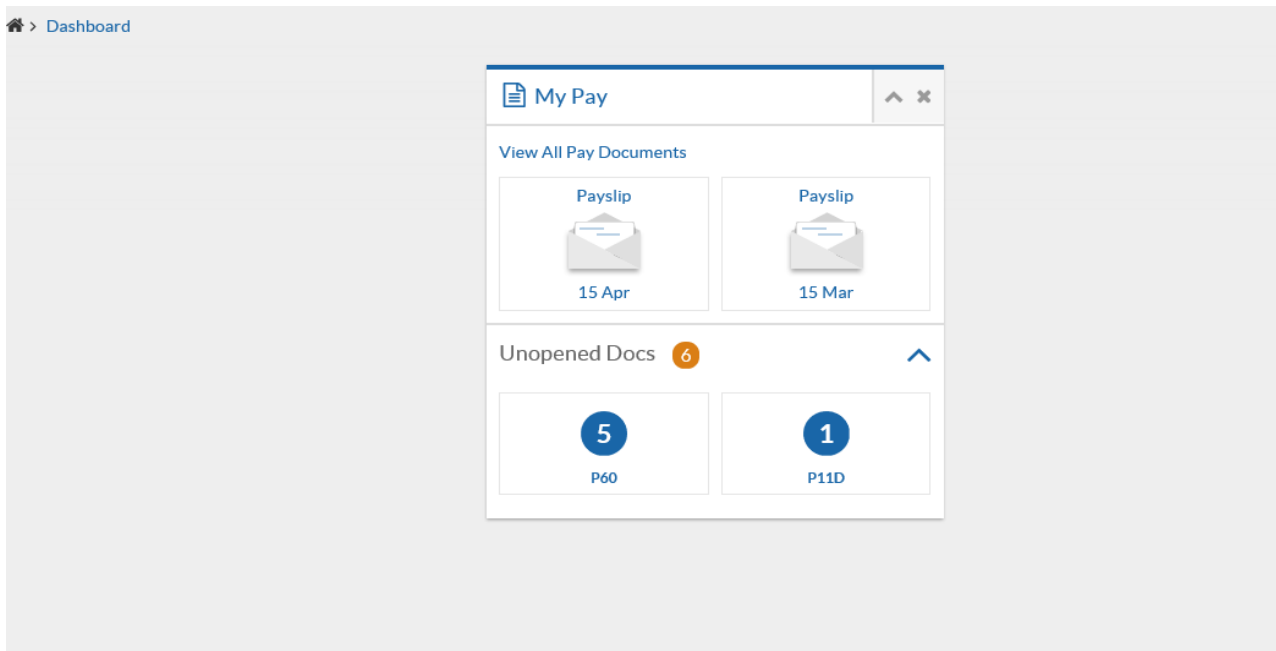 > Dashboard
My Pay
View All Pay Documents
Payslip Payslip
15 Apr 15 Mar
Unopened Docs 6
5 1
P60 P11D